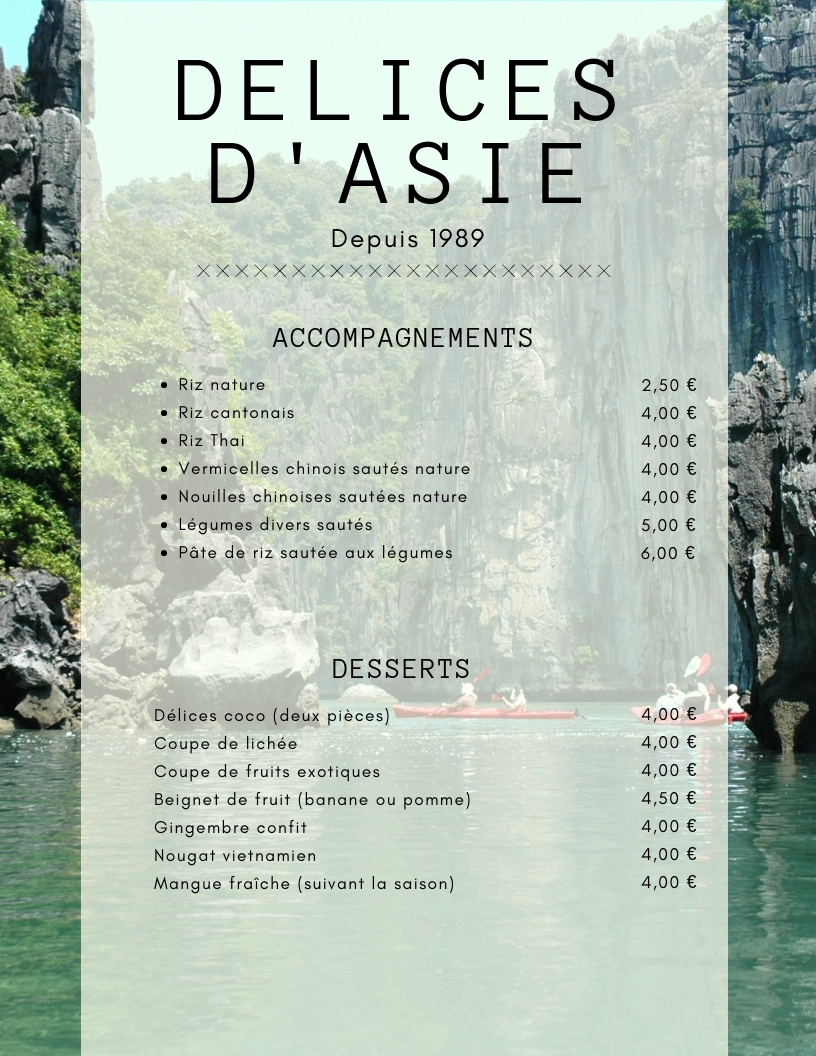 DELICES
D'ASIE
Depuis 1989
ACCOMPAGNEMENTS
• Riz nature 2,50 €
• Riz cantonais 4,00 €
• Riz Thai 4,00 €
• Vermicelles chinois sautés nature 4,00 €
• Nouilles chinoises sautées nature 4,00 €
• Légumes divers sautés 5,00 €
• Pâte de riz sautée aux légumes 6,00 €
DESSERTS
Délices coco (deux pièces) 4,00 €
Coupe de lichée 4,00 €
Coupe de fruits exotiques 4,00 €
Beignet de fruit (banane ou pomme) 4,50 €
Gingembre confit 4,00 €
Nougat vietnamien 4,00 €
Mangue fraîche (suivant la saison) 4,00 €